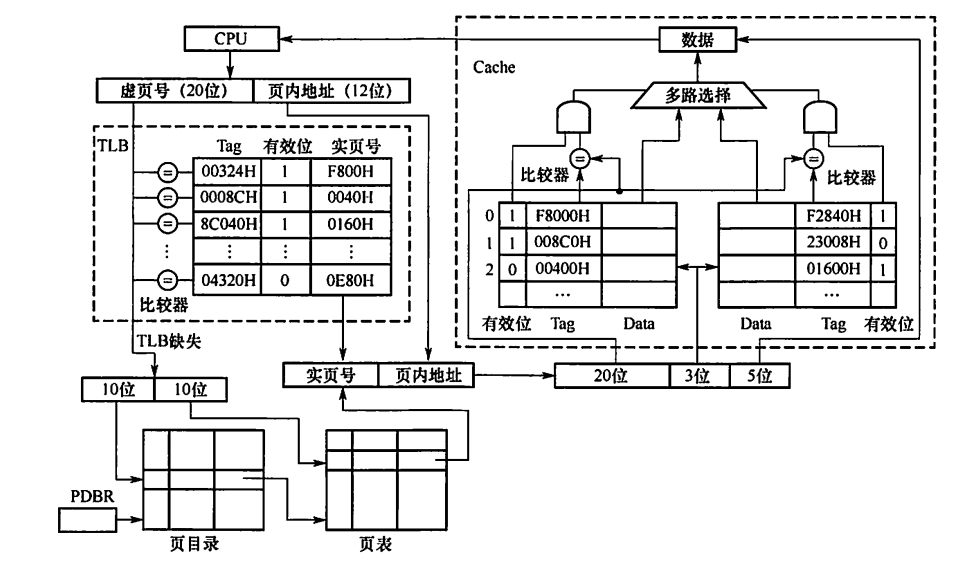 CPU
数据
Cache
虚页号（20位） 页内地址（12位）
多路选择
TLB
Tag 有效位 实页号
= 00324H 1 F800H
= 0008CH 1 0040H
= 8C040H 1 0160H
⋮ ⋮ ⋮ ⋮
= 04320H 0 0E80H
比较器
= =
比较器 比较器
0 1 F8000H F2840H 1
1 1 008C0H 23008H 0
2 0 00400H 01600H 1
… …
有效位 Tag Data Data Tag 有效位
TLB缺失
实页号 页内地址
20位 3位 5位
10位 10位
PDBR
页目录
页表